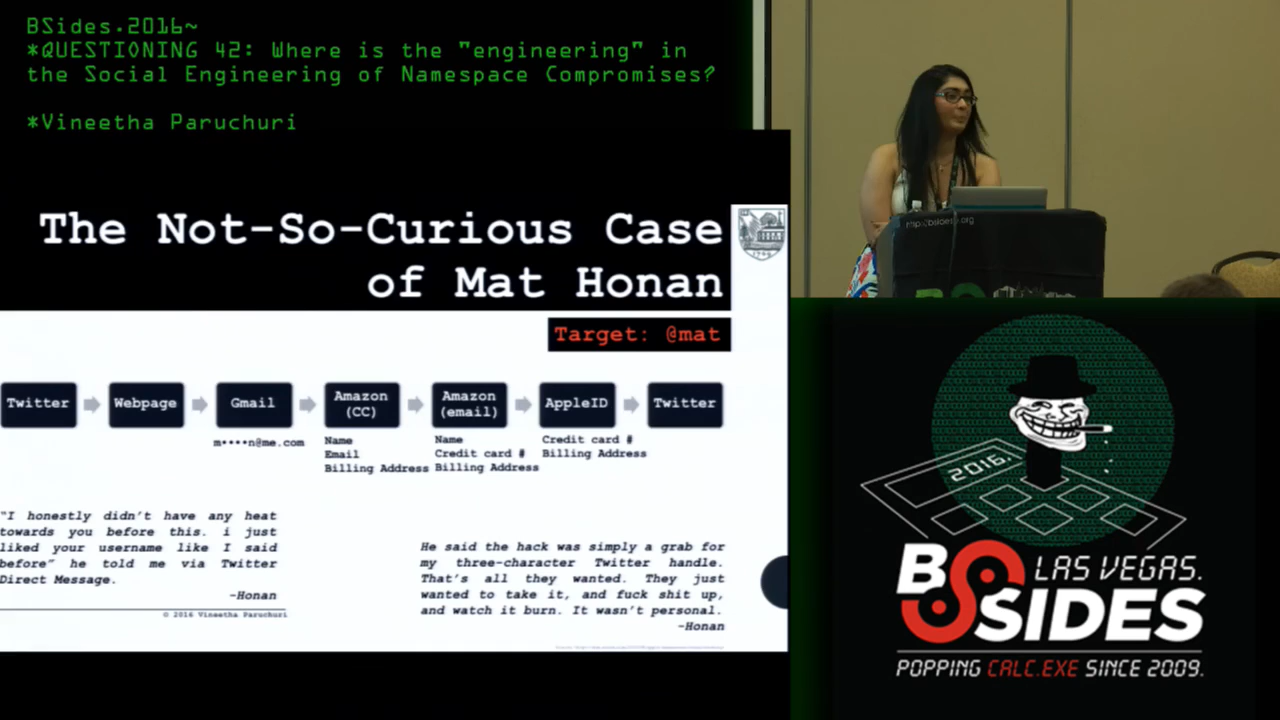 BSides.2016~
*QUESTIONING 42: Where is the "engineering" in
the Social Engineering of Namespace Compromises?
*Vineetha Paruchuri
The Not-So-Curious Case
of Mat Honan
Target: @mat
Twitter
Webpage
Gmail
Amazon
(CC)
Amazon
(email)
AppleID
Twitter
m••••n@me.com
Name
Email
Billing Address
Name
Credit card #
Billing Address
Credit card #
Billing Address
"I honestly didn't have any heat
towards you before this. i just
liked your username like I said
before" he told me via Twitter
Direct Message.
-Honan
© 2016 Vineetha Paruchuri
He said the hack was simply a grab for
my three-character Twitter handle.
That's all they wanted. They just
wanted to take it, and fuck shit up,
and watch it burn. It wasn't personal.
-Honan
2016.
BSIDES
LAS VEGAS.
POPPING CALC.EXE SINCE 2009.